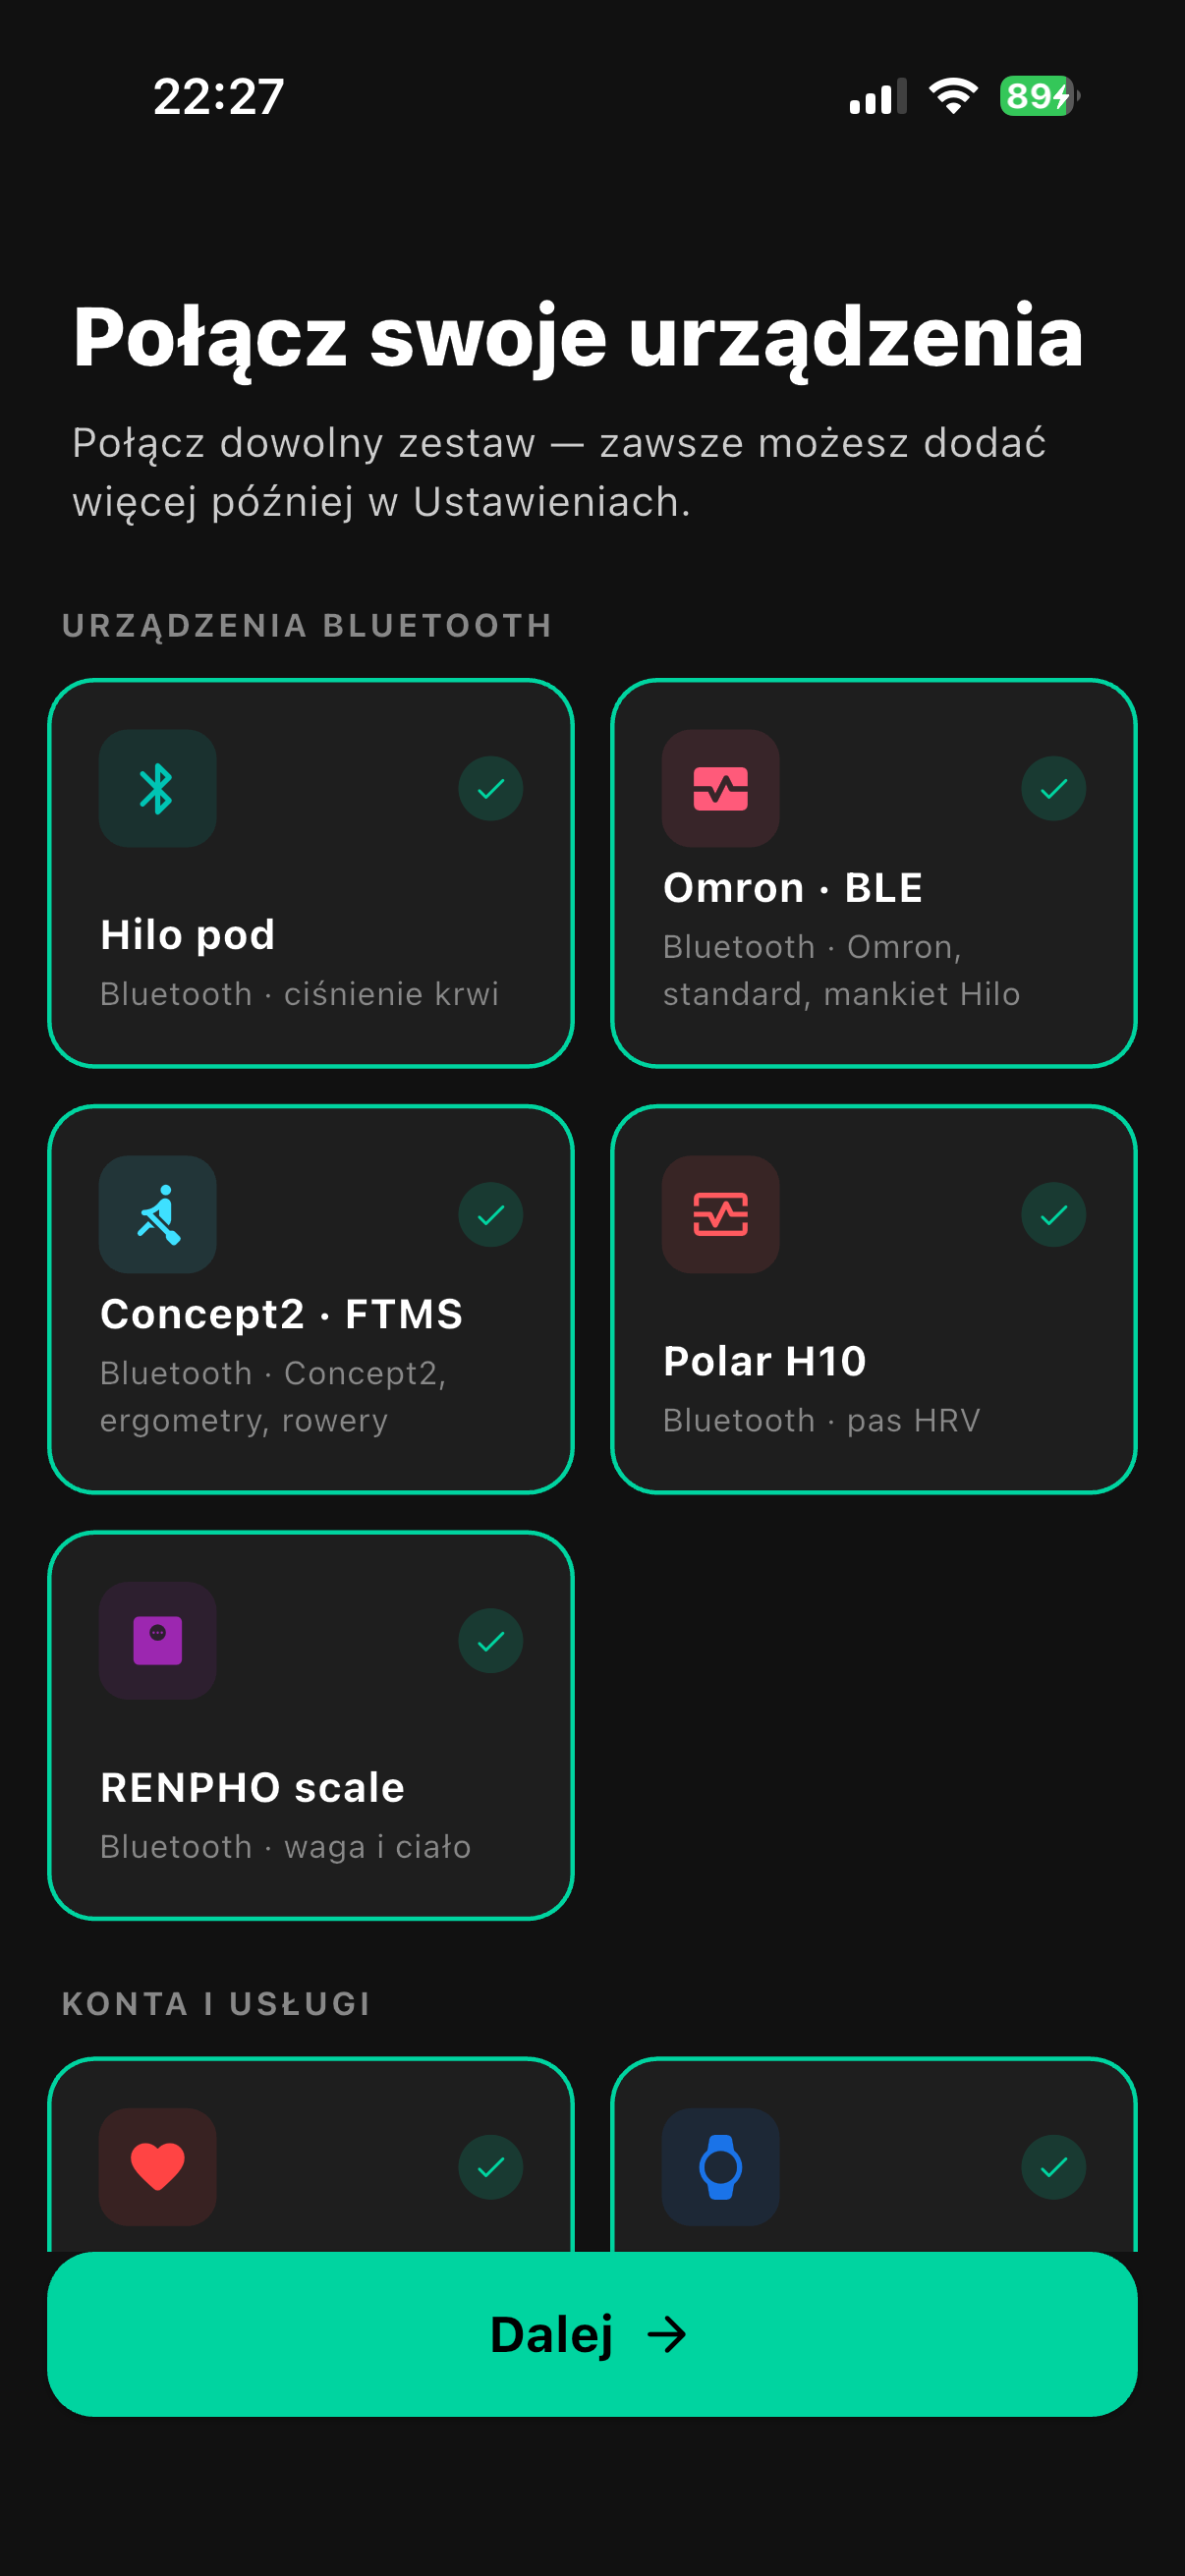 22:27
89
Połącz swoje urządzenia
Połącz dowolny zestaw — zawsze możesz dodać
więcej później w Ustawieniach.
URZĄDZENIA BLUETOOTH
Hilo pod
Bluetooth · ciśnienie krwi
Omron · BLE
Bluetooth · Omron,
standard, mankiet Hilo
Concept2 · FTMS
Bluetooth · Concept2,
ergometry, rowery
Polar H10
Bluetooth · pas HRV
RENPHO scale
Bluetooth · waga i ciało
KONTA I USŁUGI
Dalej →